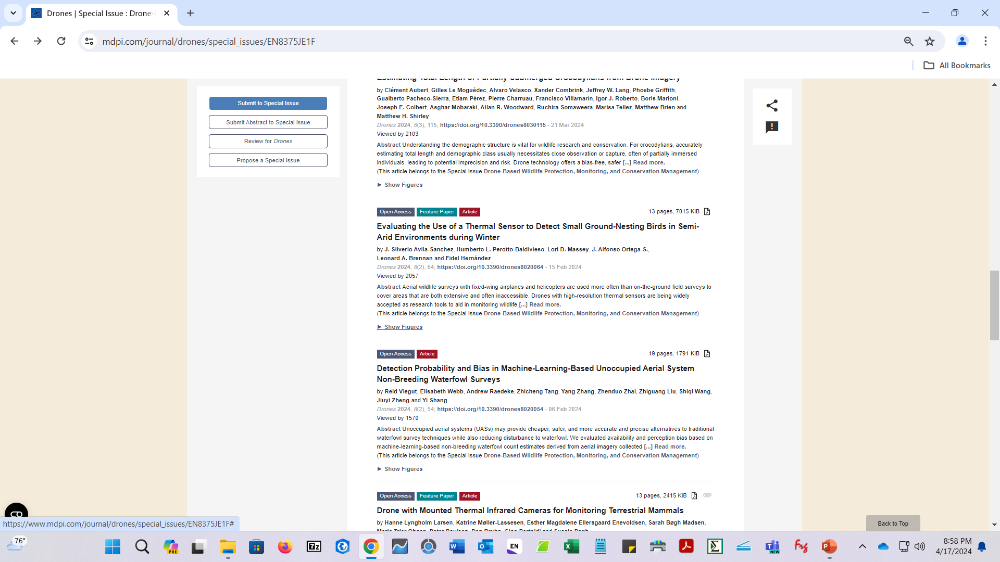 Drones | Special Issue : Drone-
mdpi.com/journal/drones/special_issues/EN8375JE1F
All Bookmarks
Submit to Special Issue
Submit Abstract to Special Issue
Review for Drones
Propose a Special Issue
Estimating Total Length of Partially Submerged Crocodylians from Drone Imagery
by Clément Aubert, Gilles Le Moguédec, Alvaro Velasco, Xander Combrink, Jeffrey W. Lang, Phoebe Griffith,
Gualberto Pacheco-Sierra, Etiam Pérez, Pierre Charruau, Francisco Villamarín, Igor J. Roberto, Boris Marioni,
Joseph E. Colbert, Asghar Mobaraki, Allan R. Woodward, Ruchira Somaweera, Marisa Tellez, Matthew Brien and
Matthew H. Shirley
Drones 2024, 8(3), 115; https://doi.org/10.3390/drones8030115 - 21 Mar 2024
Viewed by 2103
Abstract Understanding the demographic structure is vital for wildlife research and conservation. For crocodylians, accurately
estimating total length and demographic class usually necessitates close observation or capture, often of partially immersed
individuals, leading to potential imprecision and risk. Drone technology offers a bias-free, safer [...] Read more.
(This article belongs to the Special Issue Drone-Based Wildlife Protection, Monitoring, and Conservation Management)
► Show Figures
Open Access Feature Paper Article
13 pages, 7015 KiB
Evaluating the Use of a Thermal Sensor to Detect Small Ground-Nesting Birds in Semi-
Arid Environments during Winter
by J. Silverio Avila-Sanchez, Humberto L. Perotto-Baldivieso, Lori D. Massey, J. Alfonso Ortega-S.,
Leonard A. Brennan and Fidel Hernández
Drones 2024, 8(2), 64; https://doi.org/10.3390/drones8020064 - 15 Feb 2024
Viewed by 2057
Abstract Aerial wildlife surveys with fixed-wing airplanes and helicopters are used more often than on-the-ground field surveys to
cover areas that are both extensive and often inaccessible. Drones with high-resolution thermal sensors are being widely
accepted as research tools to aid in monitoring wildlife [...] Read more.
(This article belongs to the Special Issue Drone-Based Wildlife Protection, Monitoring, and Conservation Management)
► Show Figures
Open Access Article
19 pages, 1791 KiB
Detection Probability and Bias in Machine-Learning-Based Unoccupied Aerial System
Non-Breeding Waterfowl Surveys
by Reid Viegut, Elisabeth Webb, Andrew Raedeke, Zhicheng Tang, Yang Zhang, Zhenduo Zhai, Zhiguang Liu, Shiqi Wang,
Jiuyi Zheng and Yi Shang
Drones 2024, 8(2), 54; https://doi.org/10.3390/drones8020054 - 06 Feb 2024
Viewed by 1570
Abstract Unoccupied aerial systems (UASs) may provide cheaper, safer, and more accurate and precise alternatives to traditional
waterfowl survey techniques while also reducing disturbance to waterfowl. We evaluated availability and perception bias based on
machine-learning-based non-breeding waterfowl count estimates derived from aerial imagery collected [...] Read more.
(This article belongs to the Special Issue Drone-Based Wildlife Protection, Monitoring, and Conservation Management)
► Show Figures
Open Access Feature Paper Article
13 pages, 2415 KiB
Drone with Mounted Thermal Infrared Cameras for Monitoring Terrestrial Mammals
by Hanne Lyngholm Larsen, Katrine Møller-Lassesen, Esther Magdalene Ellersgaard Enevoldsen, Sarah Bøgh Madsen,
Back to Top
https://www.mdpi.com/journal/drones/special_issues/EN8375JE1F#
76°
PRE
7z
EN
NEW
frg
8:58 PM
4/17/2024